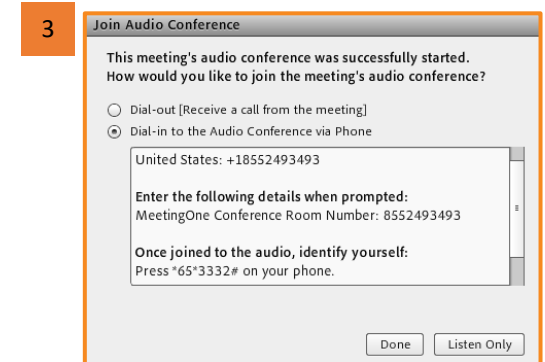 3
Join Audio Conference
This meeting's audio conference was successfully started.
How would you like to join the meeting's audio conference?
Dial-out [Receive a call from the meeting]
Dial-in to the Audio Conference via Phone
United States: +18552493493
Enter the following details when prompted:
MeetingOne Conference Room Number: 8552493493
Once joined to the audio, identify yourself:
Press *65*3332# on your phone.
Done
Listen Only